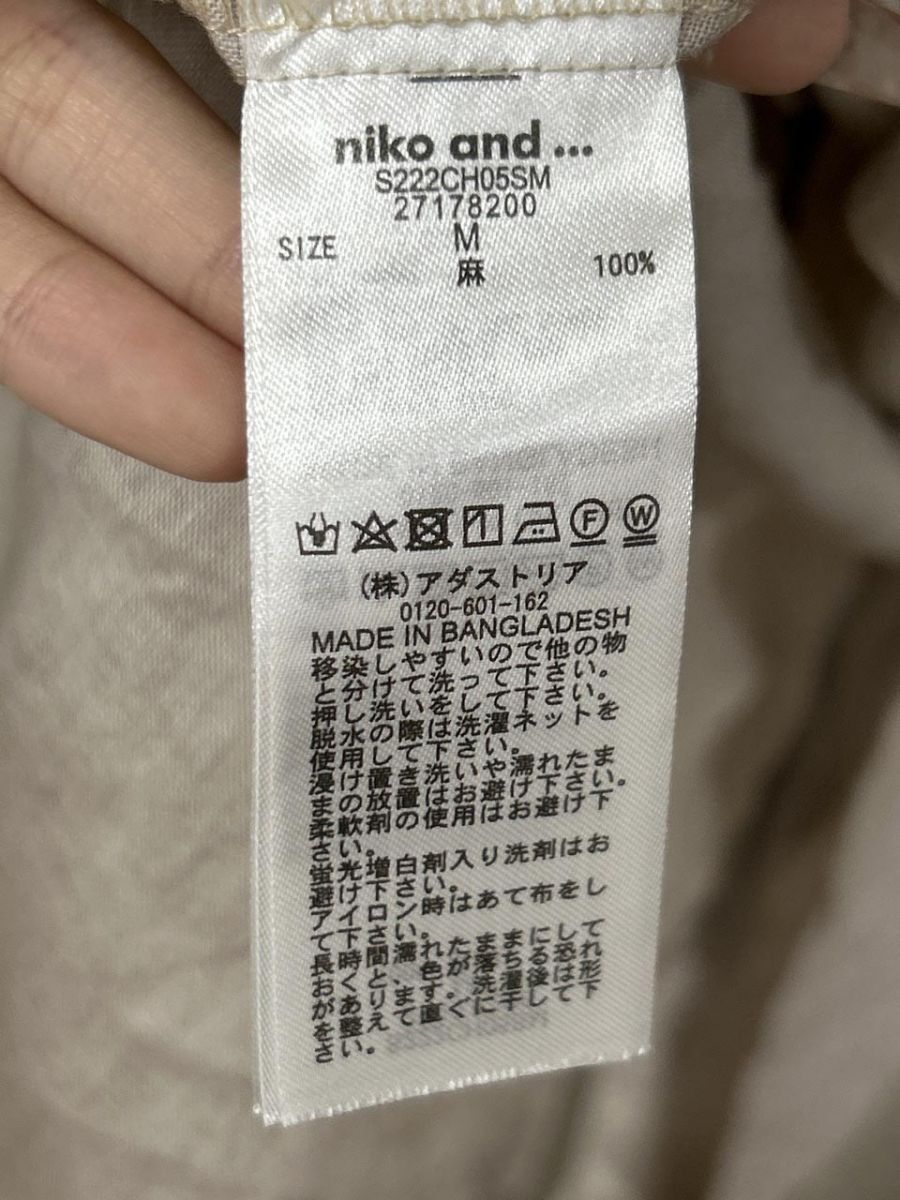 niko and ...
S222CH05SM
27178200
SIZE M
麻 100%
F W
(株)アダストリア
0120-601-162
MADE IN BANGLADESH
移染しやすいので他の物
と分けて洗って下さい。
押し洗いをして下さい。
脱水の際は洗濯ネットを
使用して下さい。
浸け置き洗いや濡れたま
まの放置はお避け下さい。
柔軟剤の使用はお避け下
さい。
蛍光増白剤入り洗剤はお
避け下さい。
アイロン時はあて布をし
て下さい。
長時間濡れたままにして
おくと、色が落ちる恐れ
があります。洗濯後は形
を整えて直ぐに干して下
さい。